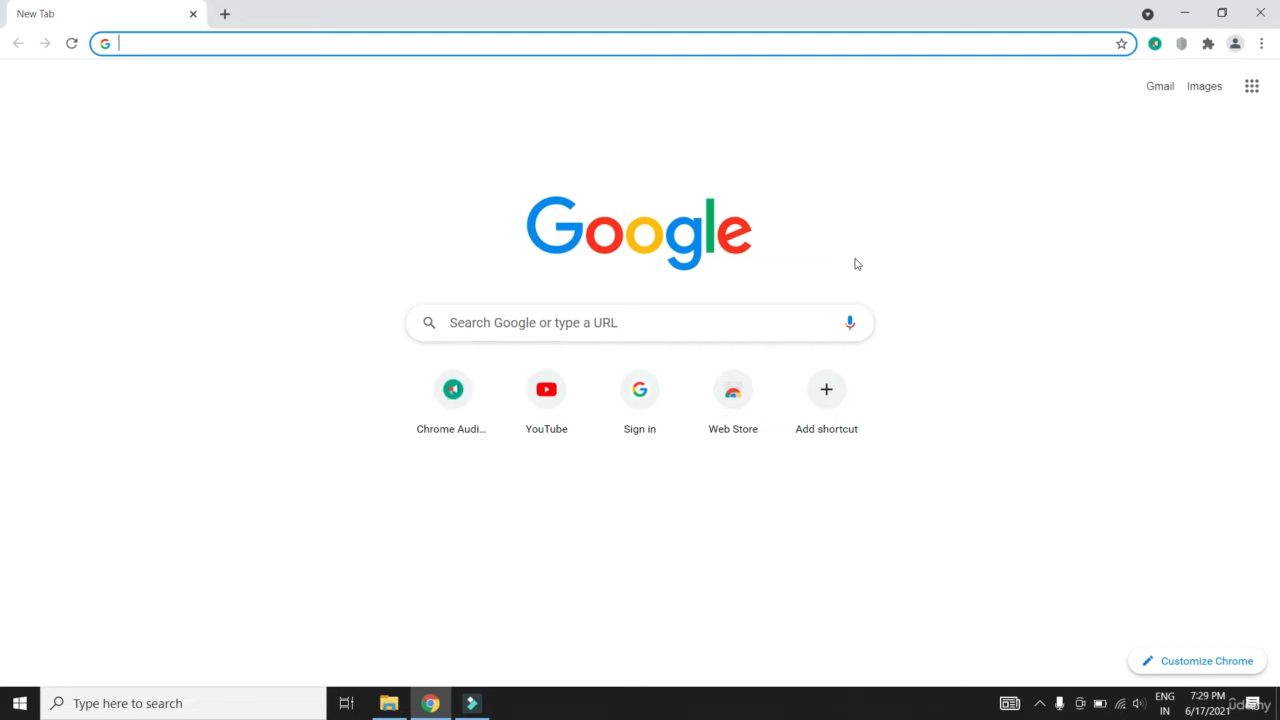 New Tab
Gmail Images
Google
Search Google or type a URL
Chrome Audi... YouTube Sign in Web Store Add shortcut
Customize Chrome
Type here to search
ENG
IN
7:29 PM
6/17/2021
udemy